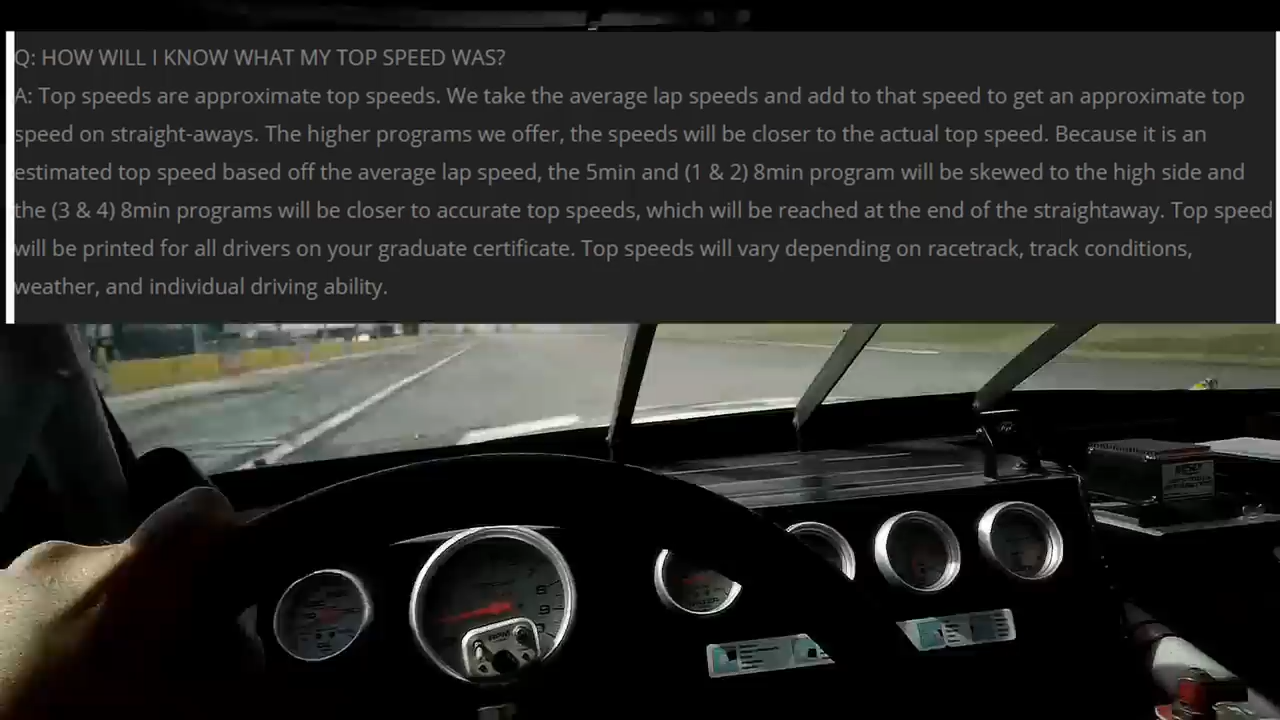 Q: HOW WILL I KNOW WHAT MY TOP SPEED WAS?
A: Top speeds are approximate top speeds. We take the average lap speeds and add to that speed to get an approximate top
speed on straight-aways. The higher programs we offer, the speeds will be closer to the actual top speed. Because it is an
estimated top speed based off the average lap speed, the 5min and (1 & 2) 8min program will be skewed to the high side and
the (3 & 4) 8min programs will be closer to accurate top speeds, which will be reached at the end of the straightaway. Top speed
will be printed for all drivers on your graduate certificate. Top speeds will vary depending on racetrack, track conditions,
weather, and individual driving ability.
8
9
RPM